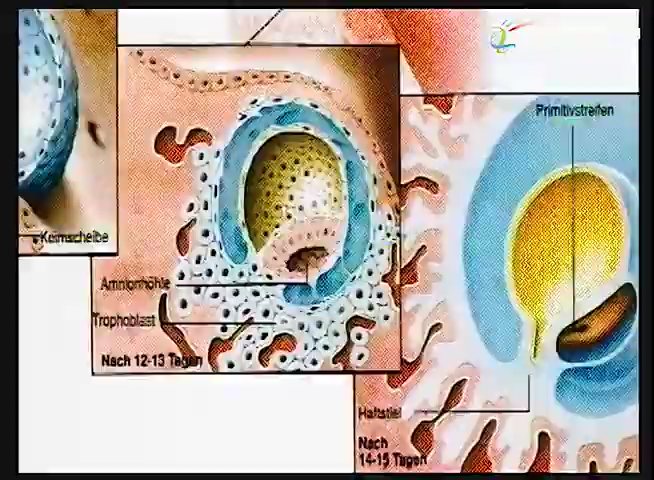 Primitivstreifen
Keimscheibe
Amnionhöhle
Trophoblast
Nach 12-13 Tagen
Haftstiel
Nach
14-15 Tagen